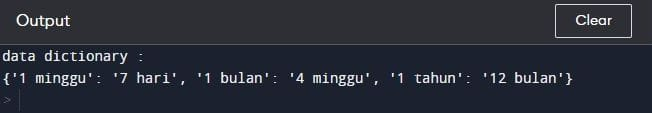 Output
Clear
data dictionary :
{'1 minggu': '7 hari', '1 bulan': '4 minggu', '1 tahun': '12 bulan'}
>